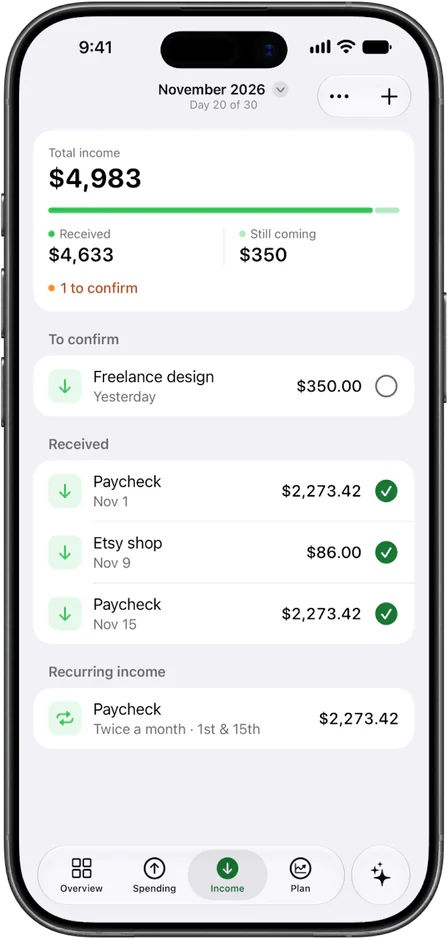 9:41
November 2026
Day 20 of 30
Total income
$4,983
Received
$4,633
Still coming
$350
1 to confirm
To confirm
Freelance design
Yesterday
$350.00
Received
Paycheck
Nov 1
$2,273.42
Etsy shop
Nov 9
$86.00
Paycheck
Nov 15
$2,273.42
Recurring income
Paycheck
Twice a month · 1st & 15th
$2,273.42
Overview
Spending
Income
Plan